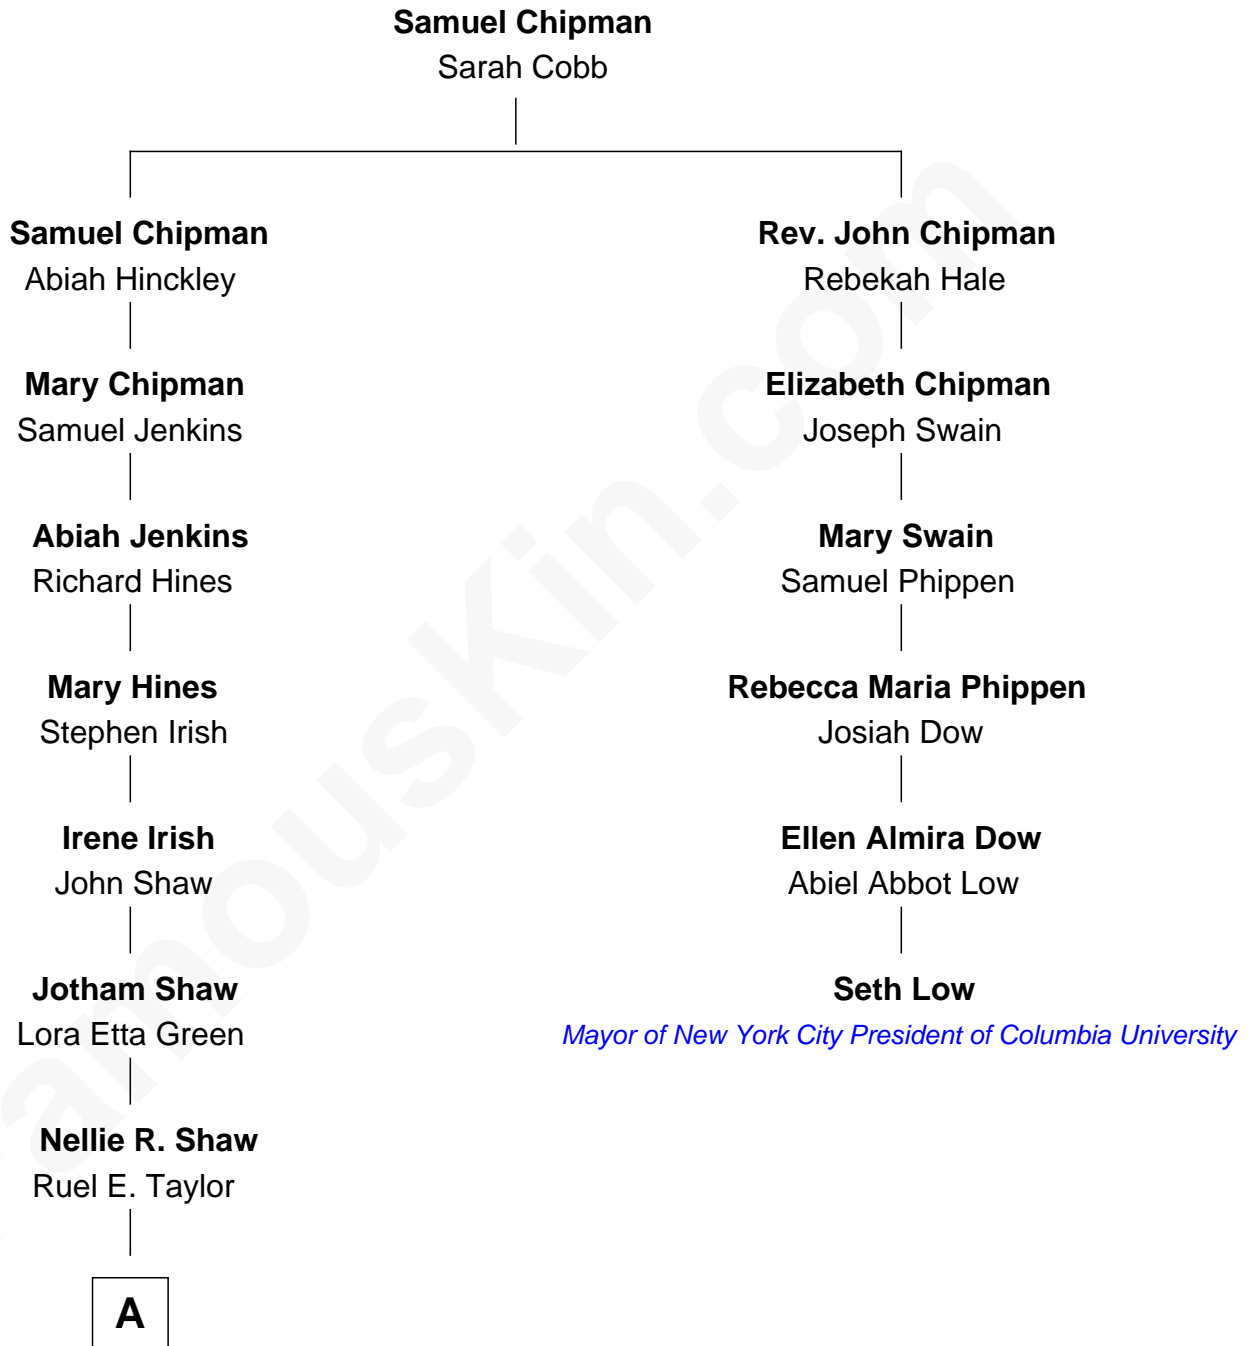 Samuel Chipman
Sarah Cobb
Samuel Chipman
Abiah Hinckley
Rev. John Chipman
Rebekah Hale
Mary Chipman
Samuel Jenkins
Elizabeth Chipman
Joseph Swain
Abiah Jenkins
Richard Hines
Mary Swain
Samuel Phippen
Mary Hines
Stephen Irish
Rebecca Maria Phippen
Josiah Dow
Irene Irish
John Shaw
Ellen Almira Dow
Abiel Abbot Low
Jotham Shaw
Lora Etta Green
Seth Low
Mayor of New York City President of Columbia University
Nellie R. Shaw
Ruel E. Taylor
A
amouskin.com